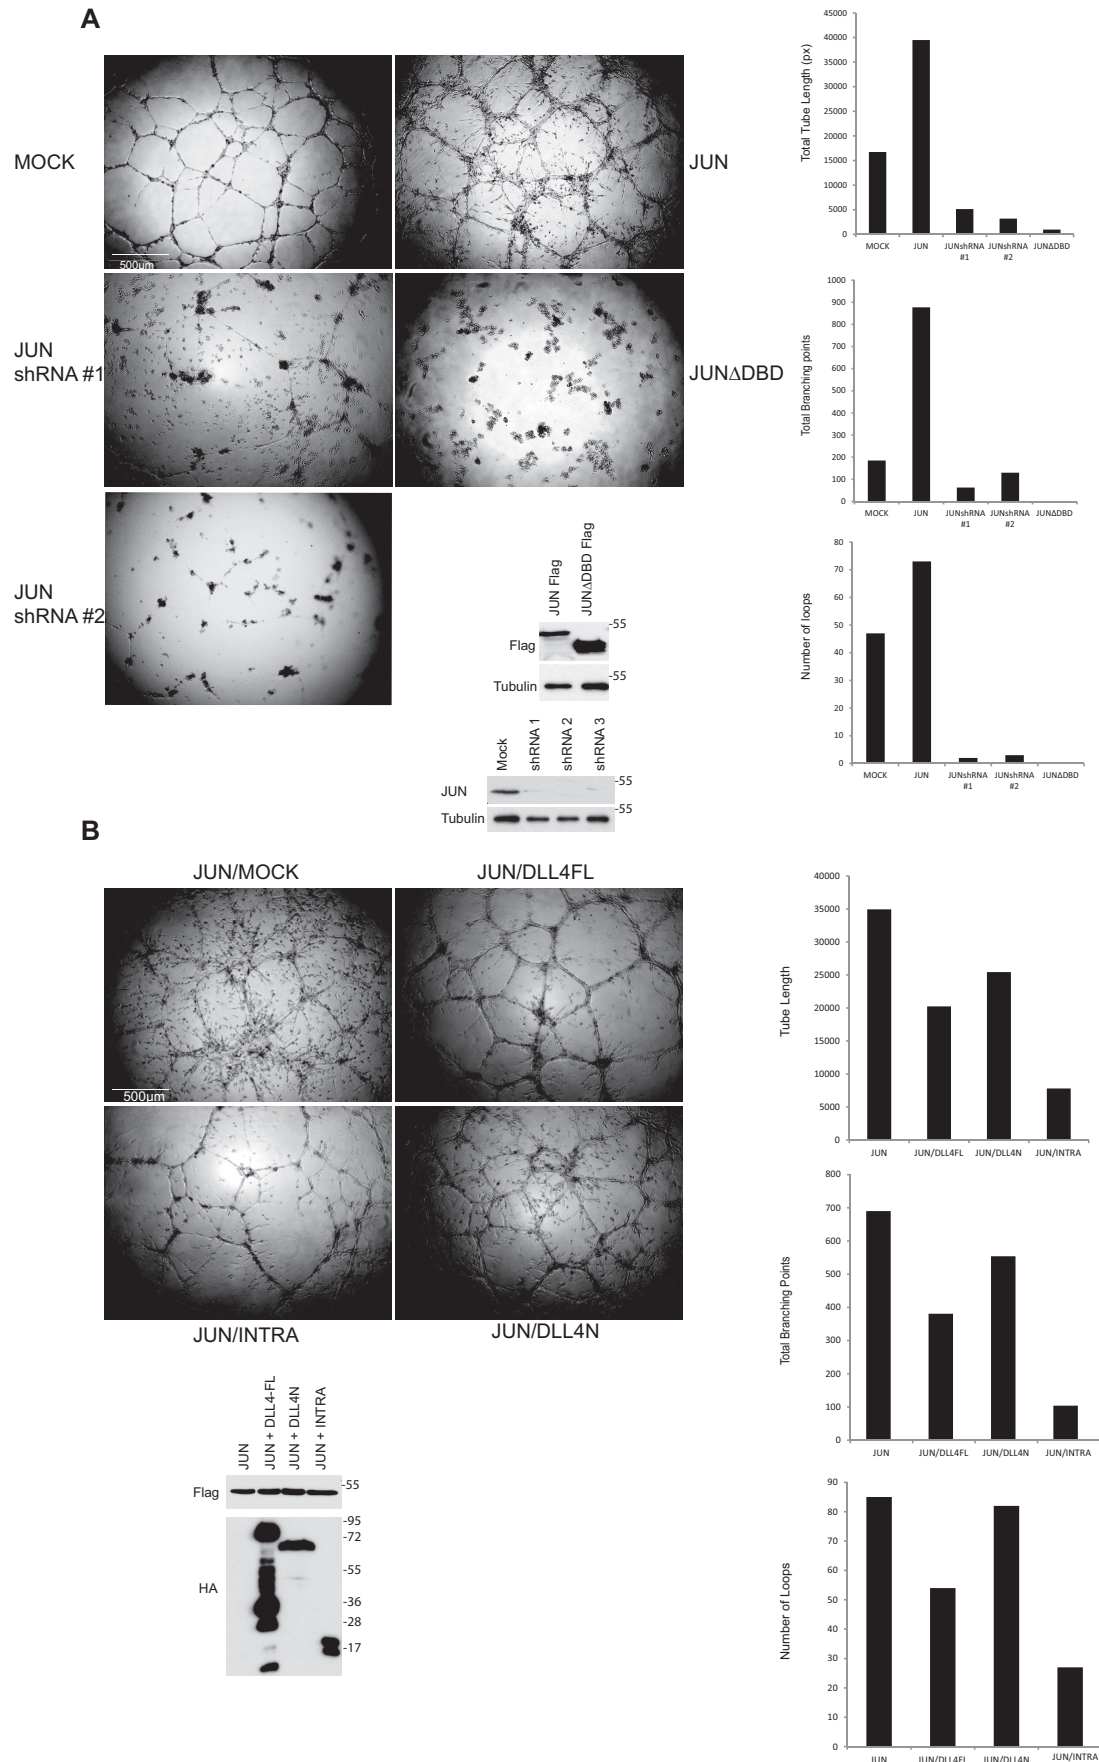 A
MOCK
500µm
JUN
JUN
shRNA #1
JUNΔDBD
JUN
shRNA #2
JUN Flag
JUNΔDBD Flag
Flag
-55
Tubulin
-55
Mock
shRNA 1
shRNA 2
shRNA 3
JUN
-55
Tubulin
-55
Total Tube Length (px)
45000
40000
35000
30000
25000
20000
15000
10000
5000
0
MOCK JUN JUNshRNA #1 JUNshRNA #2 JUNΔDBD
Total Branching points
1000
900
800
700
600
500
400
300
200
100
0
MOCK JUN JUNshRNA #1 JUNshRNA #2 JUNΔDBD
Number of loops
80
70
60
50
40
30
20
10
0
MOCK JUN JUNshRNA #1 JUNshRNA #2 JUNΔDBD
B
JUN/MOCK
JUN/DLL4FL
500µm
JUN/INTRA
JUN/DLL4N
JUN
JUN + DLL4-FL
JUN + DLL4N
JUN + INTRA
Flag
-55
HA
-95
-72
-55
-36
-28
-17
Tube Length
40000
35000
30000
25000
20000
15000
10000
5000
0
JUN JUN/DLL4FL JUN/DLL4N JUN/INTRA
Total Branching Points
800
700
600
500
400
300
200
100
0
JUN JUN/DLL4FL JUN/DLL4N JUN/INTRA
Number of Loops
90
80
70
60
50
40
30
20
10
0
JUN JUN/DLL4FL JUN/DLL4N JUN/INTRA